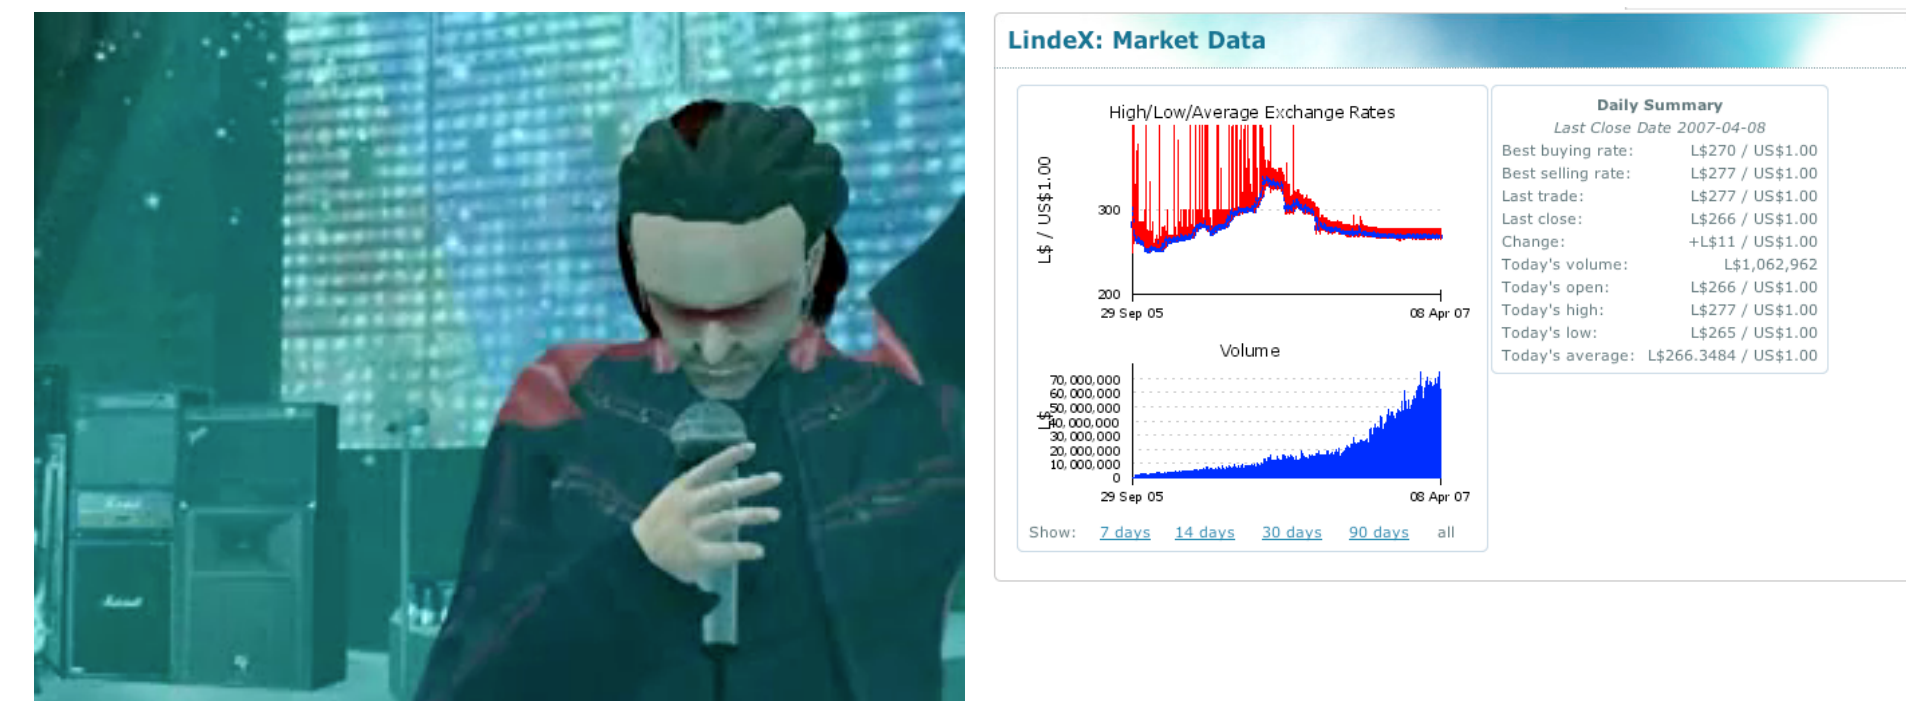 LindeX: Market Data
High/Low/Average Exchange Rates
L$ / US$1.00
300
200
29 Sep 05 08 Apr 07
Volume
L$
70,000,000
60,000,000
50,000,000
40,000,000
30,000,000
20,000,000
10,000,000
0
29 Sep 05 08 Apr 07
Show: 7 days 14 days 30 days 90 days all
Daily Summary
Last Close Date 2007-04-08
Best buying rate: L$270 / US$1.00
Best selling rate: L$277 / US$1.00
Last trade: L$277 / US$1.00
Last close: L$266 / US$1.00
Change: +L$11 / US$1.00
Today's volume: L$1,062,962
Today's open: L$266 / US$1.00
Today's high: L$277 / US$1.00
Today's low: L$265 / US$1.00
Today's average: L$266.3484 / US$1.00
Marshall